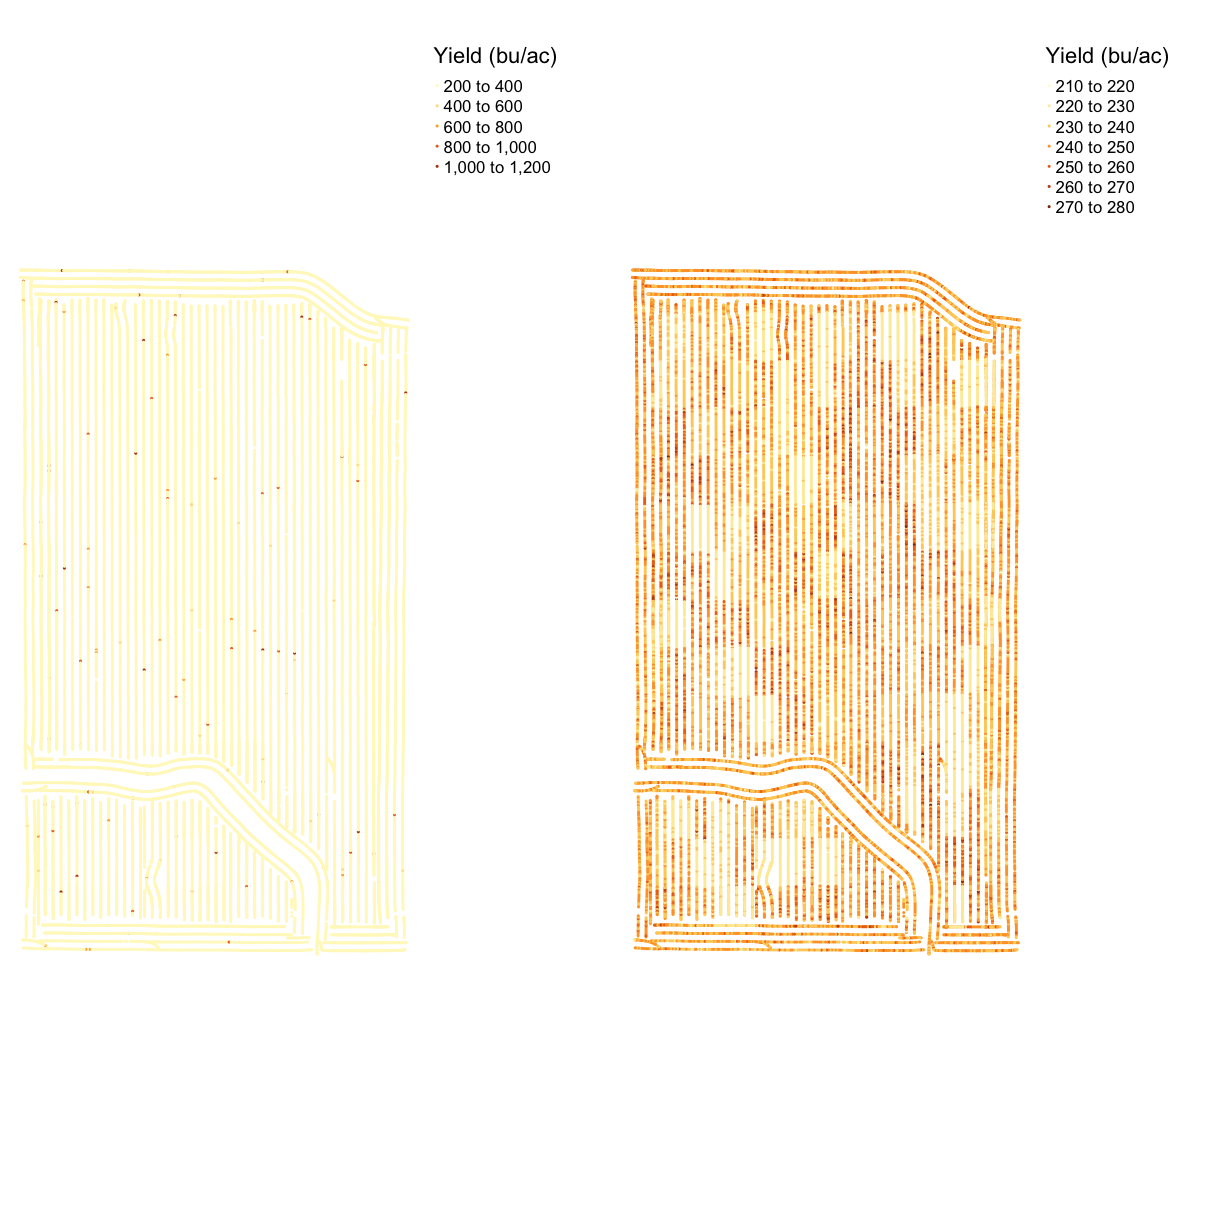 Yield (bu/ac)
200 to 400
400 to 600
600 to 800
800 to 1,000
1,000 to 1,200
Yield (bu/ac)
210 to 220
220 to 230
230 to 240
240 to 250
250 to 260
260 to 270
270 to 280